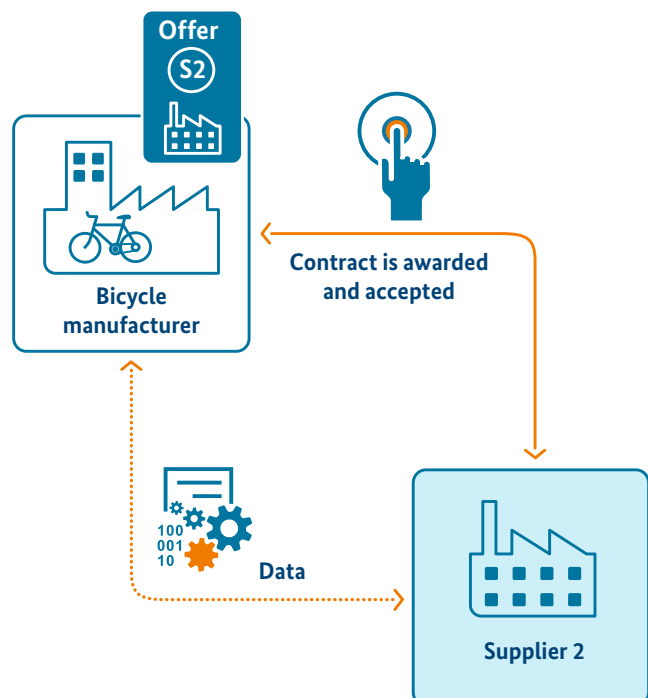 Offer
S2
Bicycle
manufacturer
Contract is awarded
and accepted
100
001
10
Data
Supplier 2